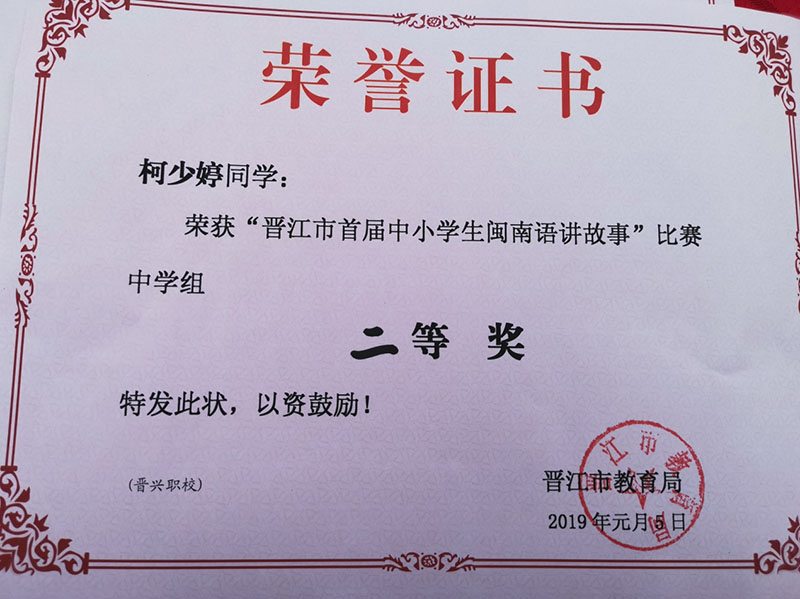 荣誉证书
柯少婷同学：
荣获“晋江市首届中小学生闽南语讲故事”比赛
中学组
二等奖
特发此状，以资鼓励！
(晋兴职校)
晋江市教育局
2019年元月5日